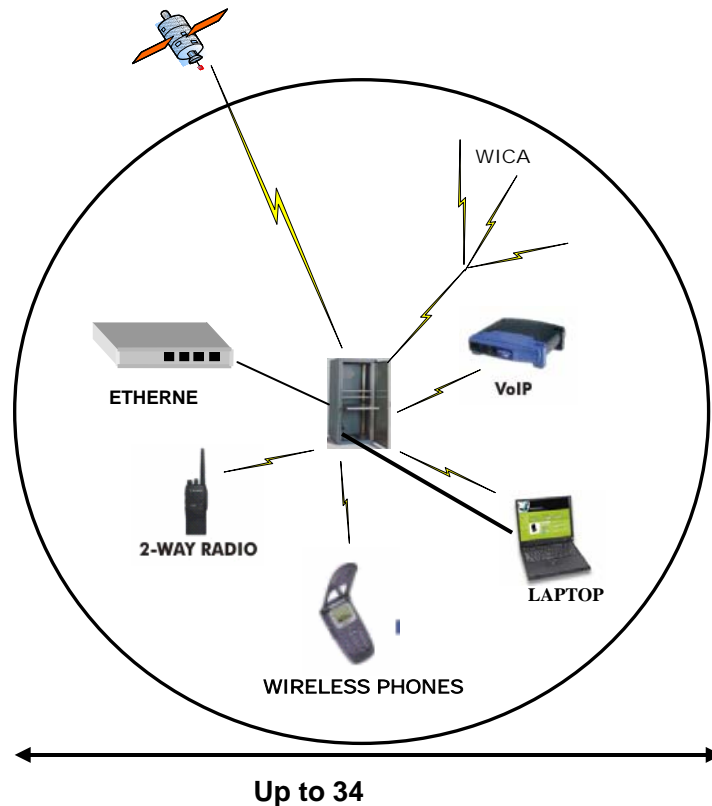 WICA
ETHERNE
VoIP
2-WAY RADIO
LAPTOP
WIRELESS PHONES
Up to 34